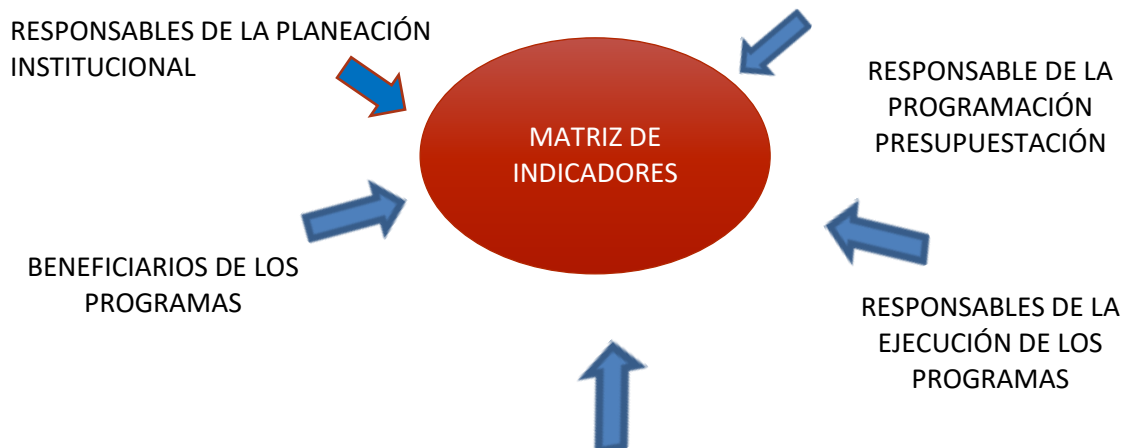 RESPONSABLES DE LA PLANEACIÓN
INSTITUCIONAL
MATRIZ DE
INDICADORES
RESPONSABLE DE LA
PROGRAMACIÓN
PRESUPUESTACIÓN
BENEFICIARIOS DE LOS
PROGRAMAS
RESPONSABLES DE LA
EJECUCIÓN DE LOS
PROGRAMAS